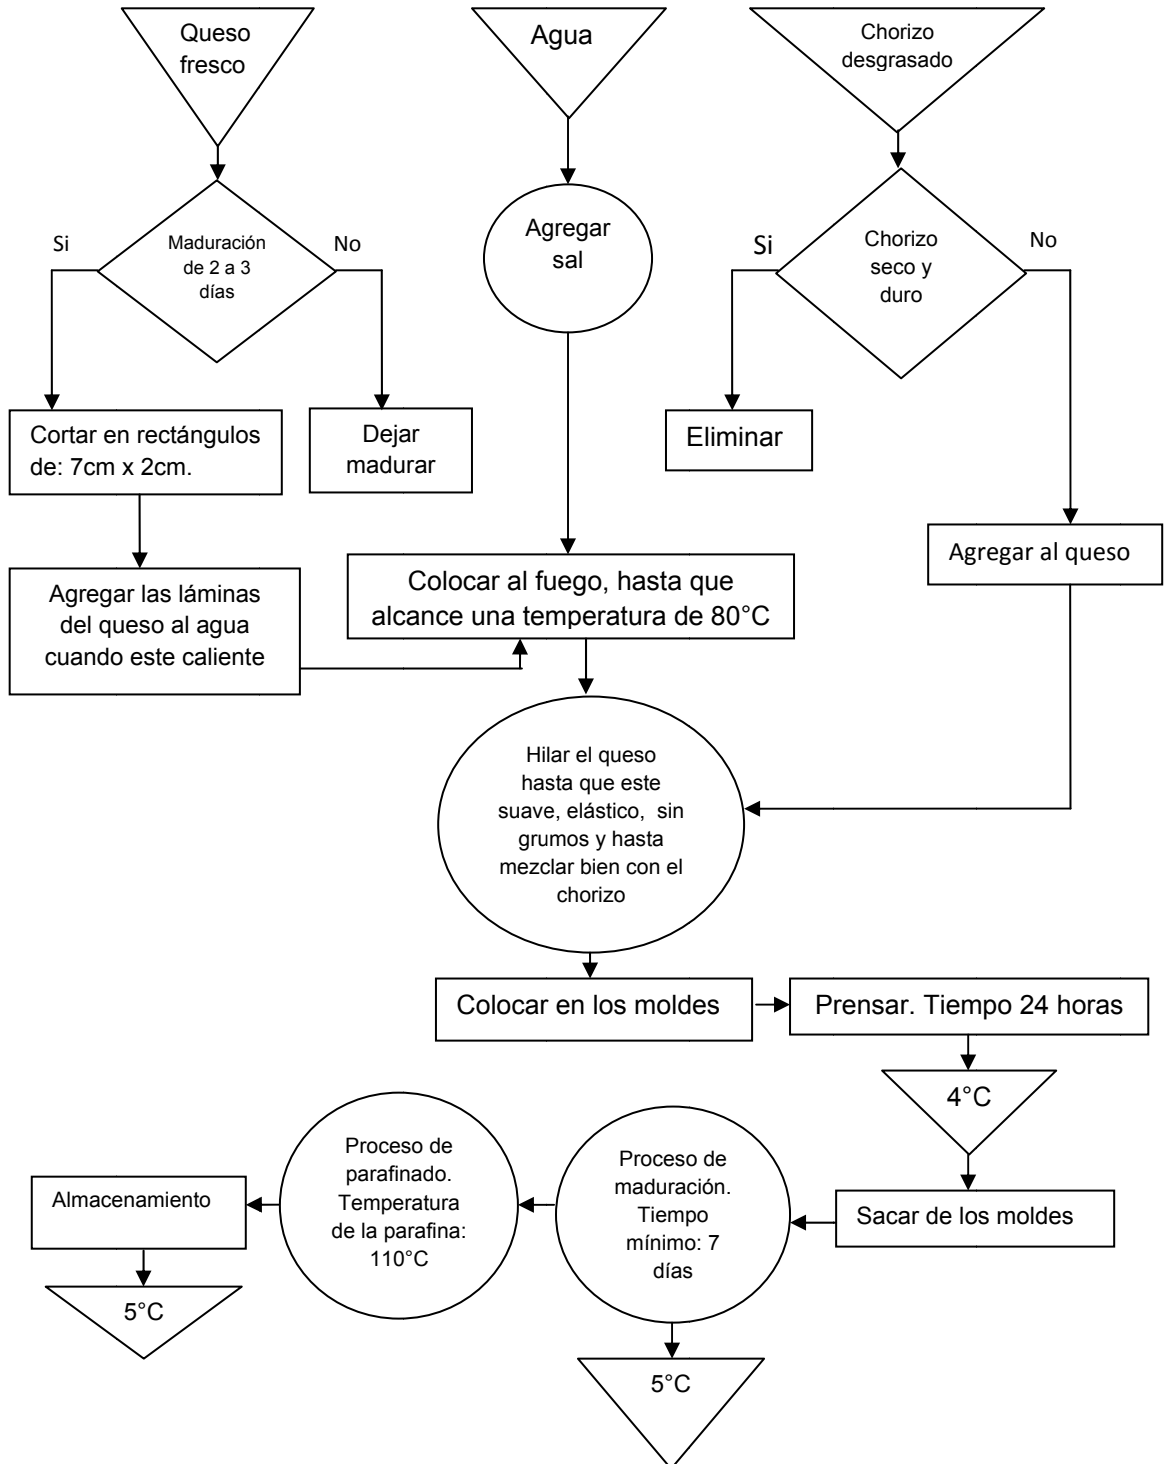 Queso
fresco
Agua
Chorizo
desgrasado
Si
Maduración
de 2 a 3
días
No
Agregar
sal
Si
Chorizo
seco y
duro
No
Cortar en rectángulos
de: 7cm x 2cm.
Dejar
madurar
Eliminar
Agregar al queso
Agregar las láminas
del queso al agua
cuando este caliente
Colocar al fuego, hasta que
alcance una temperatura de 80°C
Hilar el queso
hasta que este
suave, elástico, sin
grumos y hasta
mezclar bien con el
chorizo
Colocar en los moldes
Prensar. Tiempo 24 horas
4°C
Sacar de los moldes
Proceso de
maduración.
Tiempo
mínimo: 7
días
5°C
Proceso de
parafinado.
Temperatura
de la parafina:
110°C
Almacenamiento
5°C